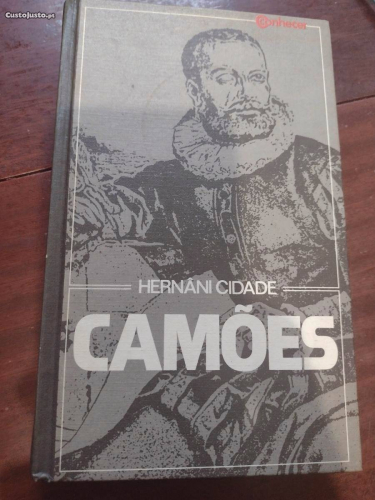 CustoJusto.pt
Conhecer
HERNÂNI CIDADE
CAMÕES